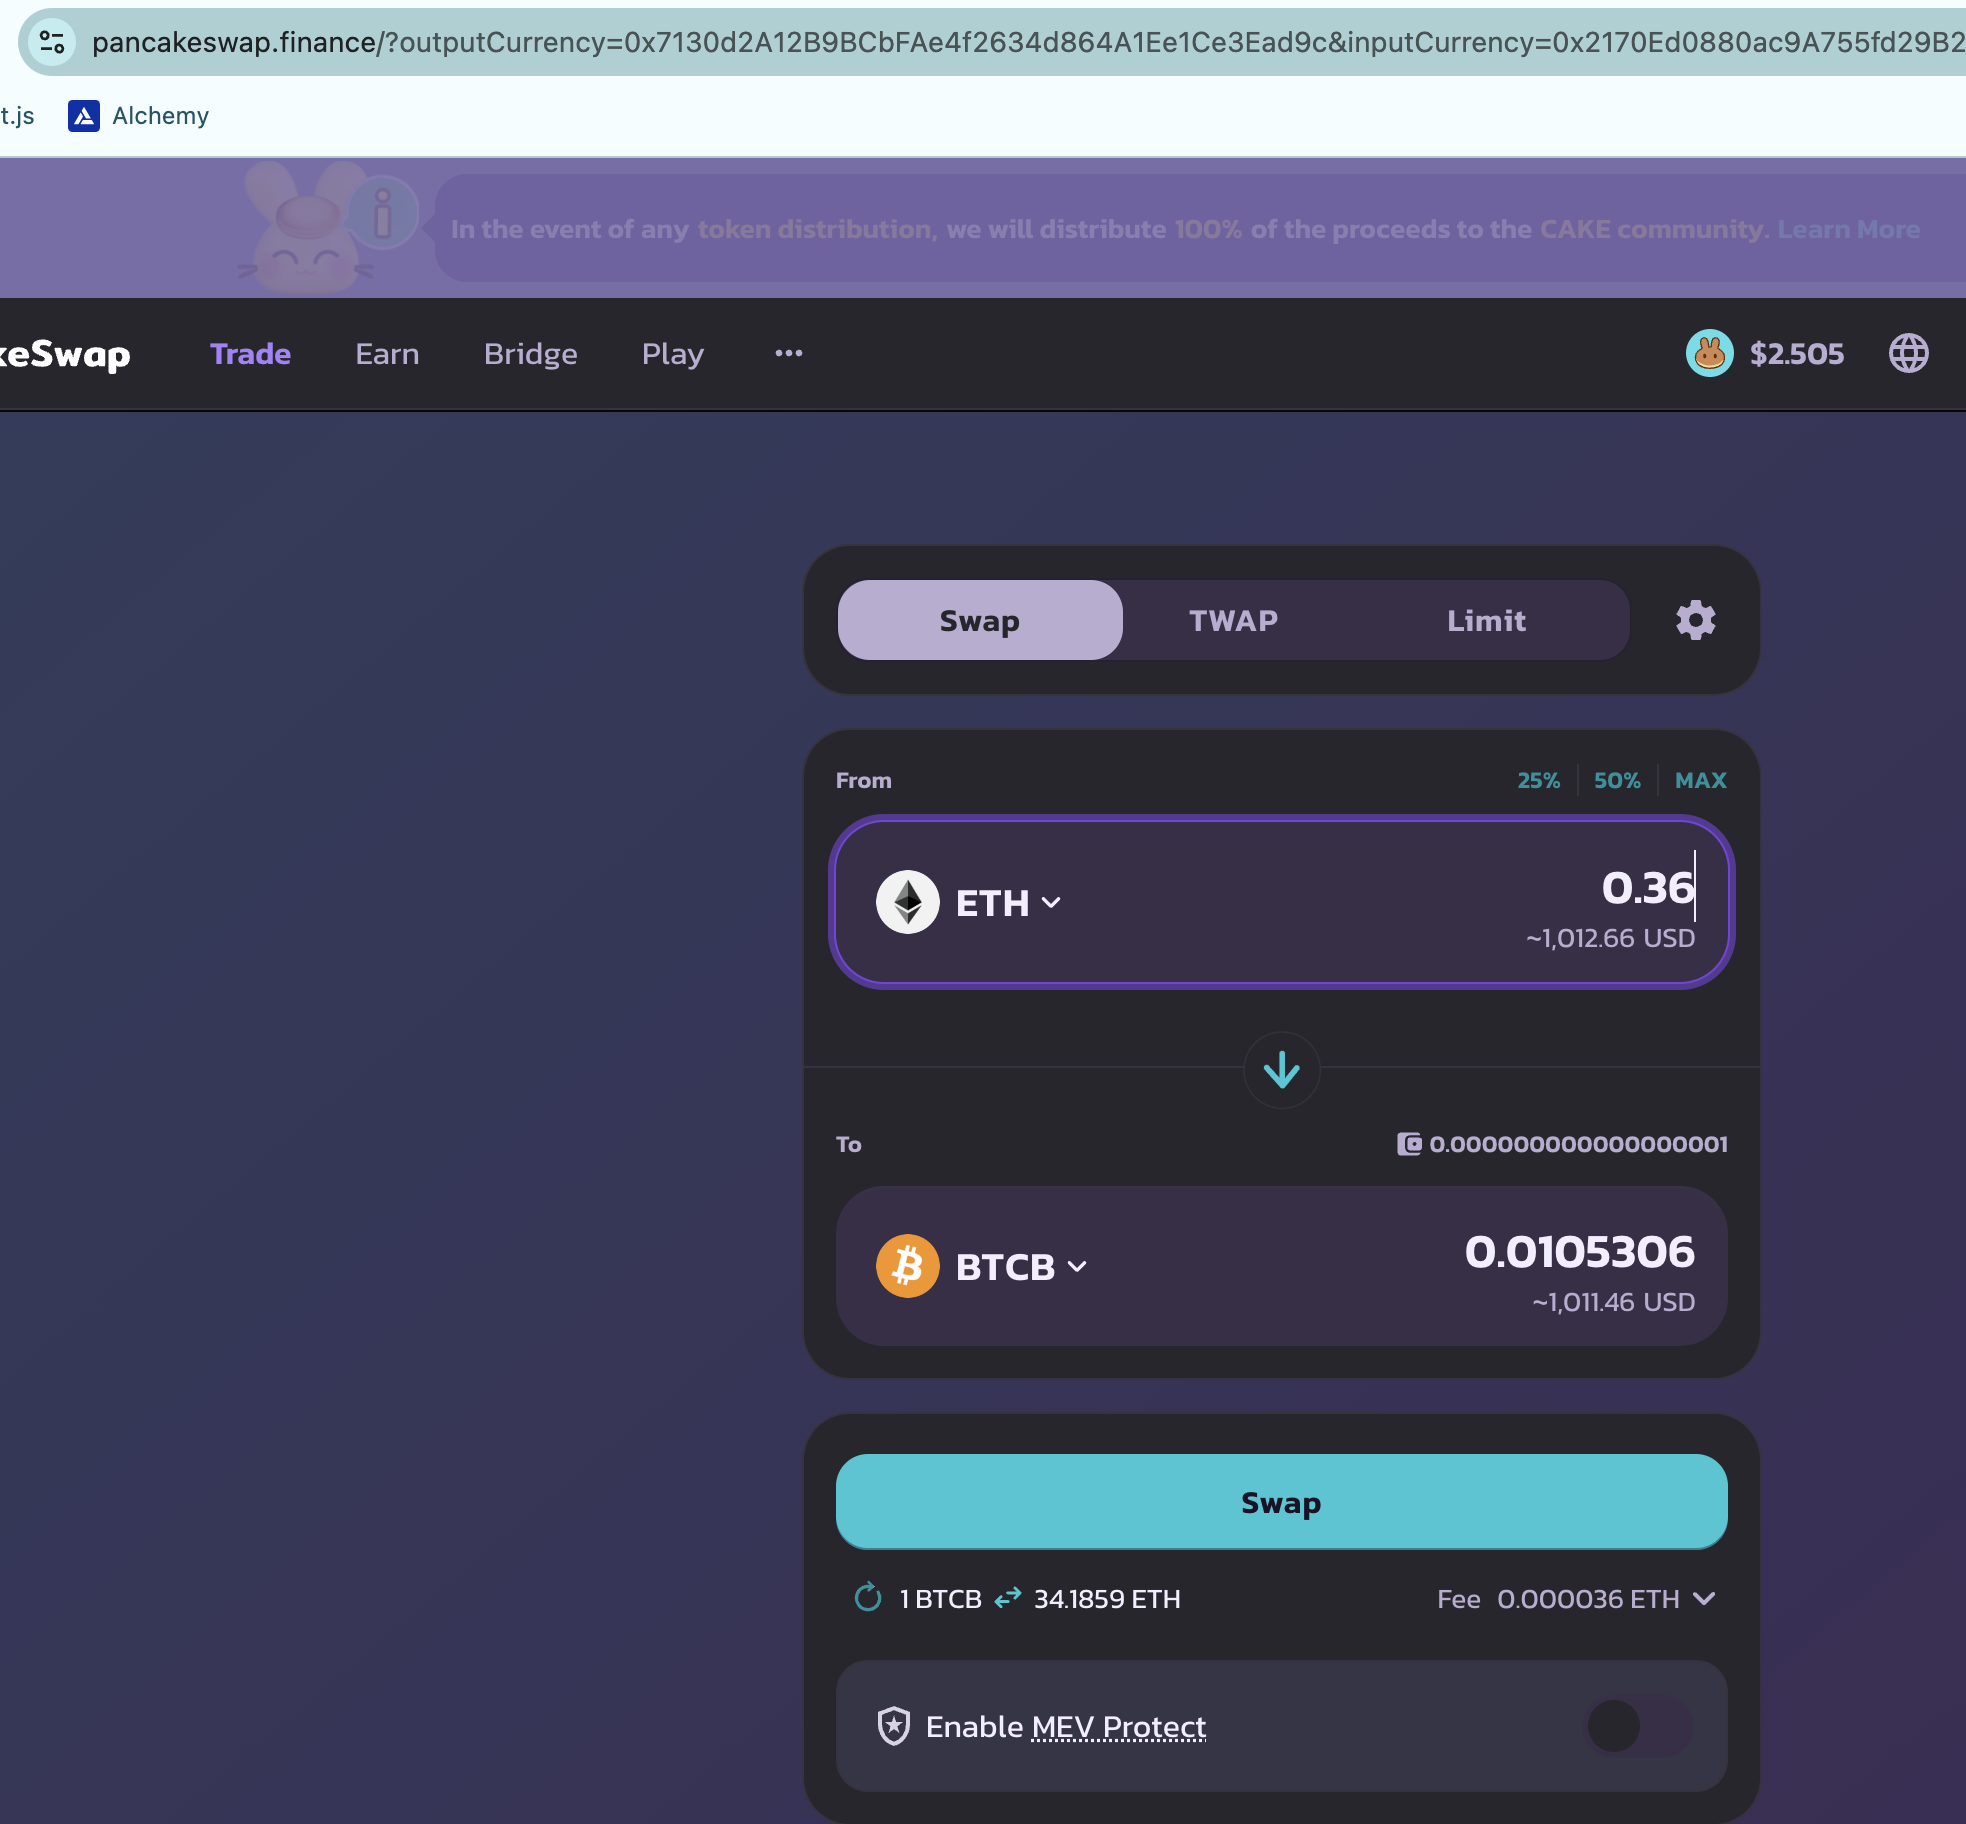 pancakeswap.finance/?outputCurrency=0x7130d2A12B9BCbFAe4f2634d864A1Ee1Ce3Ead9c&inputCurrency=0x2170Ed0880ac9A755fd29B2
t.js Alchemy
In the event of any token distribution, we will distribute 100% of the proceeds to the CAKE community. Learn More
keSwap Trade Earn Bridge Play $2.505
Swap TWAP Limit
From 25% 50% MAX
ETH 0.36
~1,012.66 USD
To 0.000000000000000001
BTCB 0.0105306
~1,011.46 USD
Swap
1 BTCB 34.1859 ETH Fee 0.000036 ETH
Enable MEV Protect